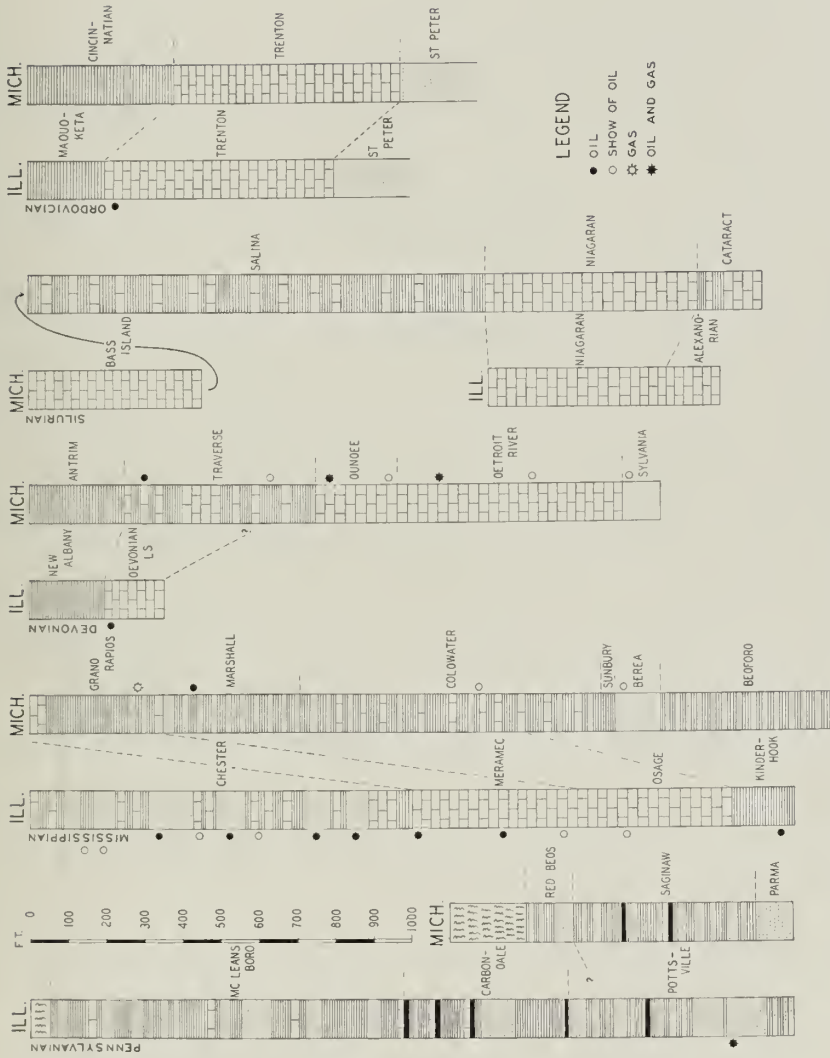 ILL.
PENNSYLVANIAN
MC LEANS
BORO
CARBON-
DALE
?
POTTS-
VILLE
FT.
0
100
200
300
400
500
600
700
800
900
1000
MICH.
RED BEDS
SAGINAW
PARMA
ILL.
MISSISSIPPIAN
CHESTER
MERAMEC
OSAGE
KINDER-
HOOK
MICH.
GRAND
RAPIDS
MARSHALL
COLDWATER
SUNBURY
BEREA
BEDFORD
ILL.
DEVONIAN
NEW
ALBANY
DEVONIAN
LS
?
MICH.
ANTRIM
TRAVERSE
DUNDEE
DETROIT
RIVER
SYLVANIA
MICH
SILURIAN
BASS
ISLAND
ILL.
NIAGARAN
ALEXAND-
RIAN
SALINA
NIAGARAN
CATARACT
ILL.
ORDOVICIAN
MAQUO-
KETA
TRENTON
ST PETER
MICH.
CINCIN-
NATIAN
TRENTON
ST PETER
LEGEND
OIL
SHOW OF OIL
GAS
OIL AND GAS